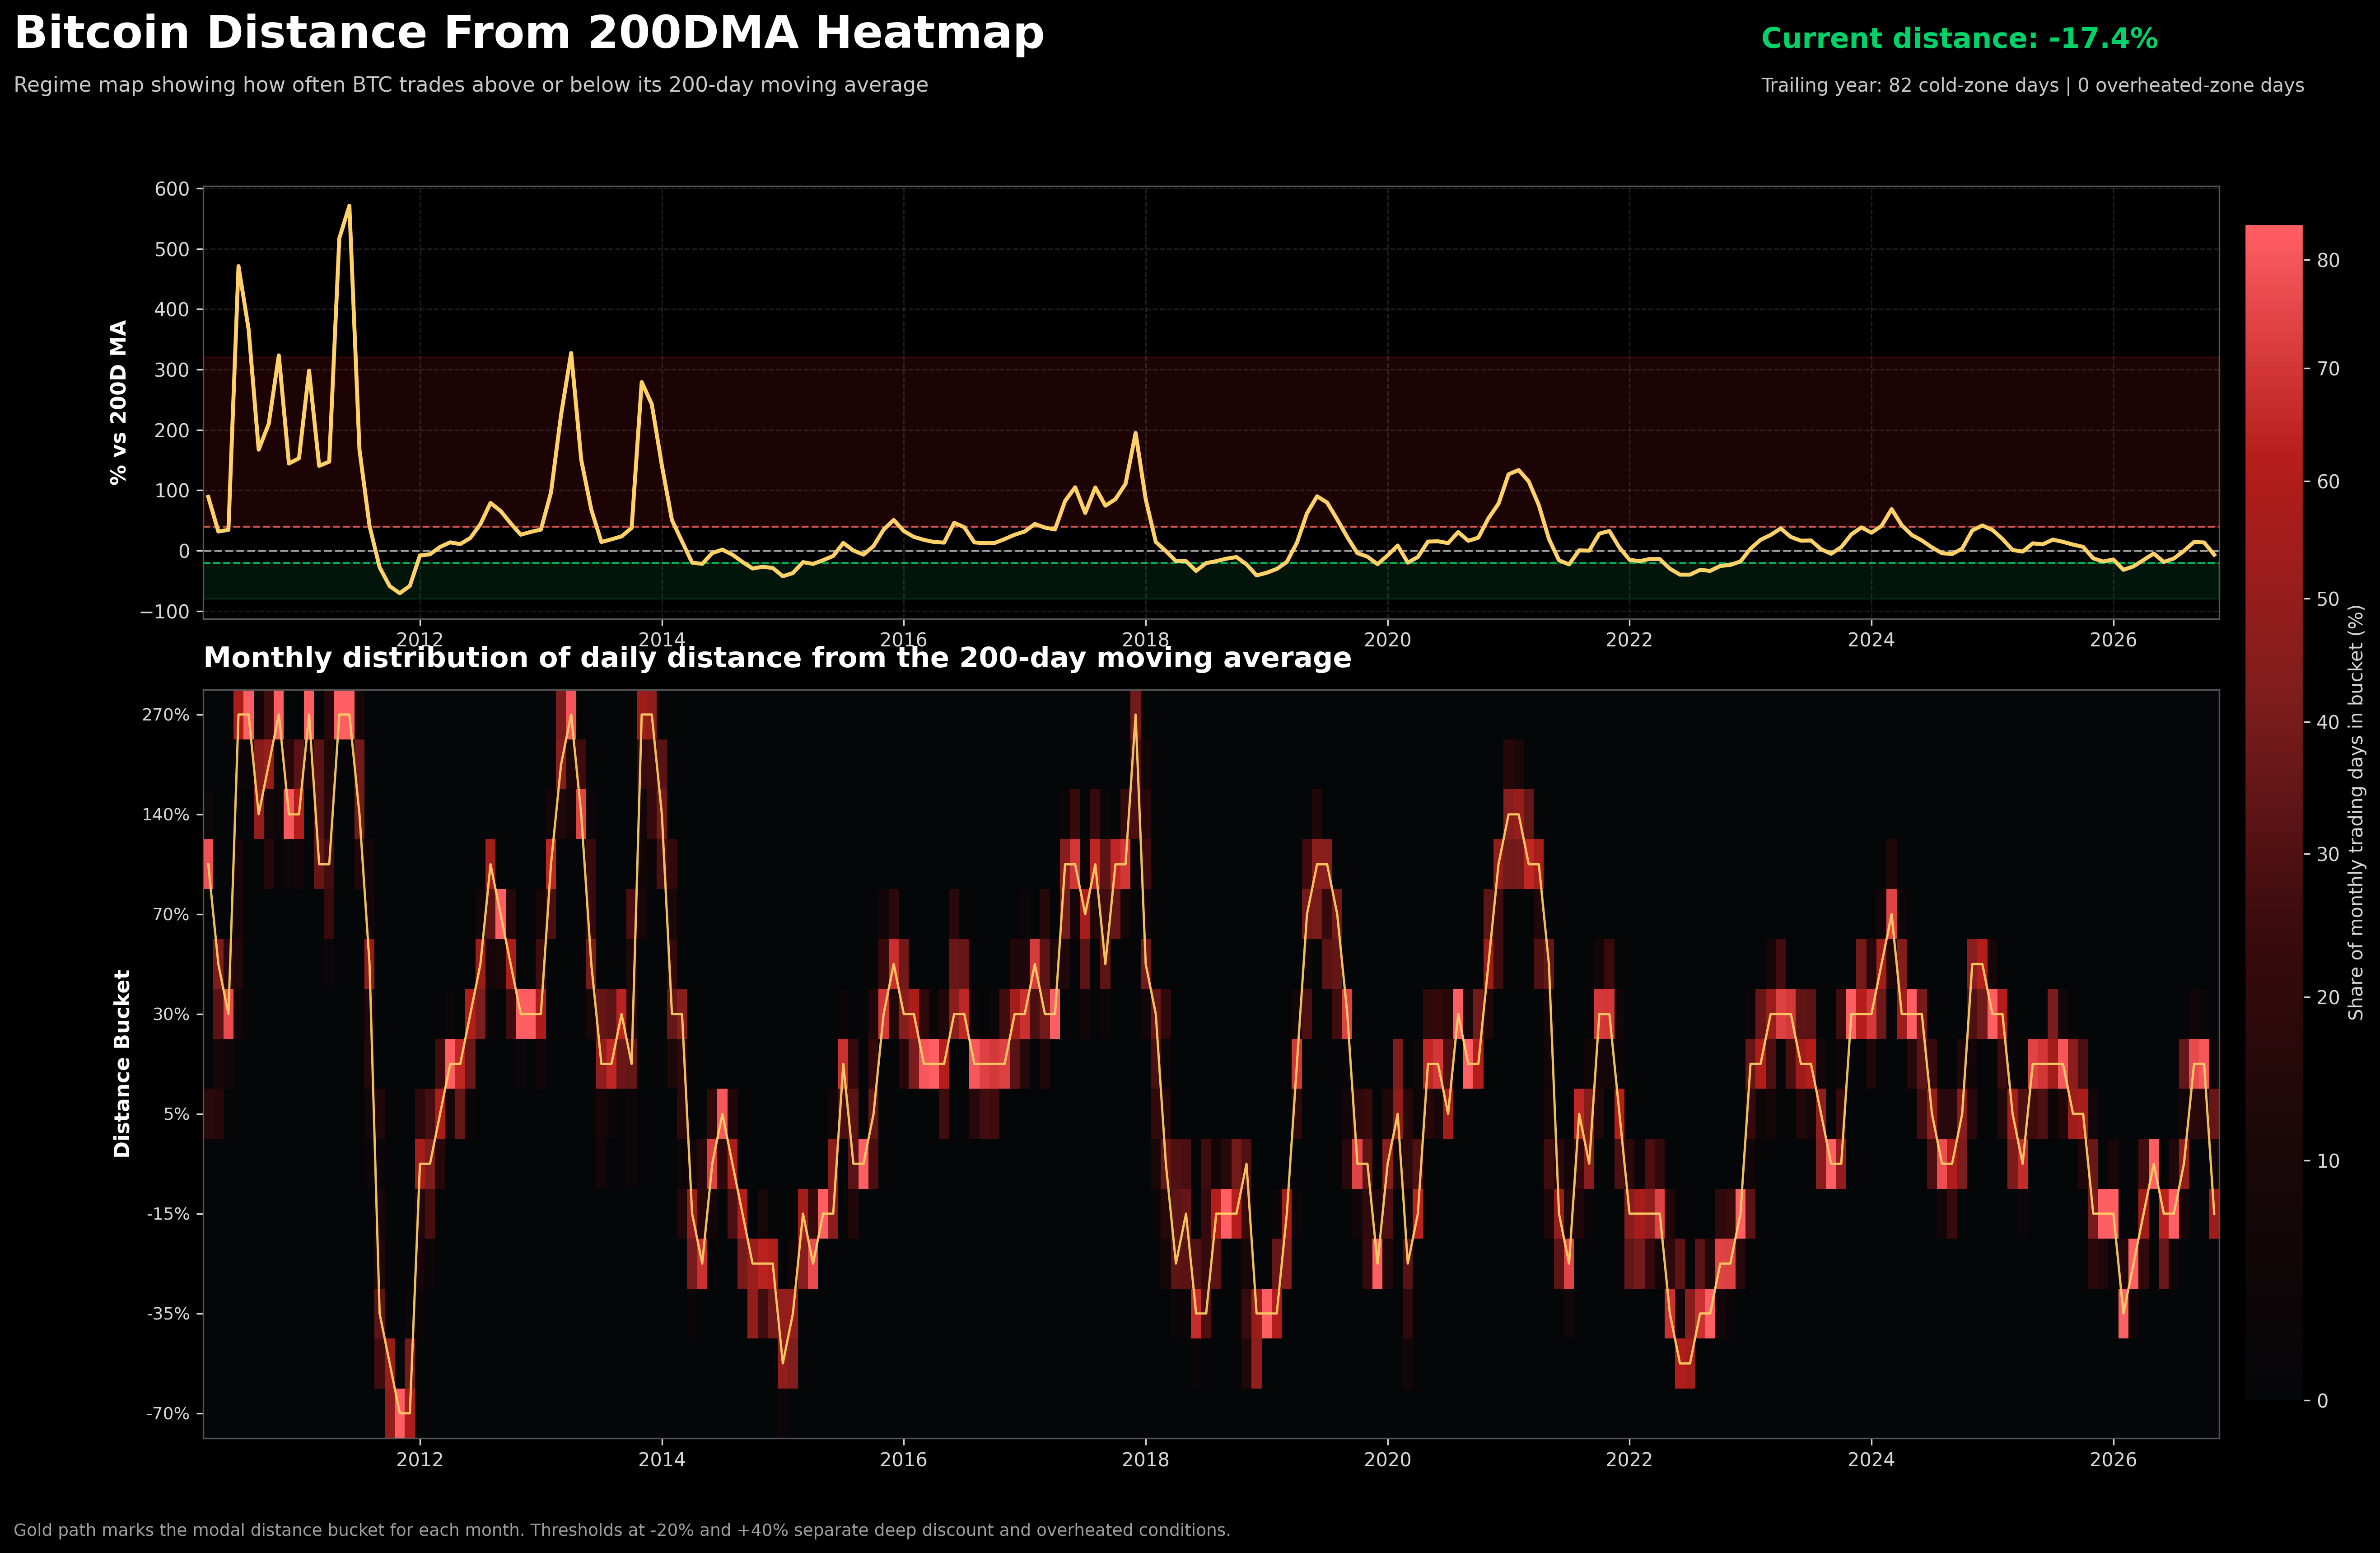 Bitcoin Distance From 200DMA Heatmap
Current distance: -17.4%
Regime map showing how often BTC trades above or below its 200-day moving average
Trailing year: 82 cold-zone days | 0 overheated-zone days
% vs 200D MA
600
500
400
300
200
100
0
−100
2012 2014 2016 2018 2020 2022 2024 2026
Monthly distribution of daily distance from the 200-day moving average
Distance Bucket
270%
140%
70%
30%
5%
-15%
-35%
-70%
2012 2014 2016 2018 2020 2022 2024 2026
80
70
60
50
40
30
20
10
0
Share of monthly trading days in bucket (%)
Gold path marks the modal distance bucket for each month. Thresholds at -20% and +40% separate deep discount and overheated conditions.